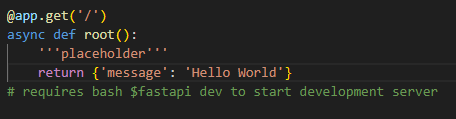 @app.get('/')
async def root():
    '''placeholder'''
    return {'message': 'Hello World'}
# requires bash $fastapi dev to start development server